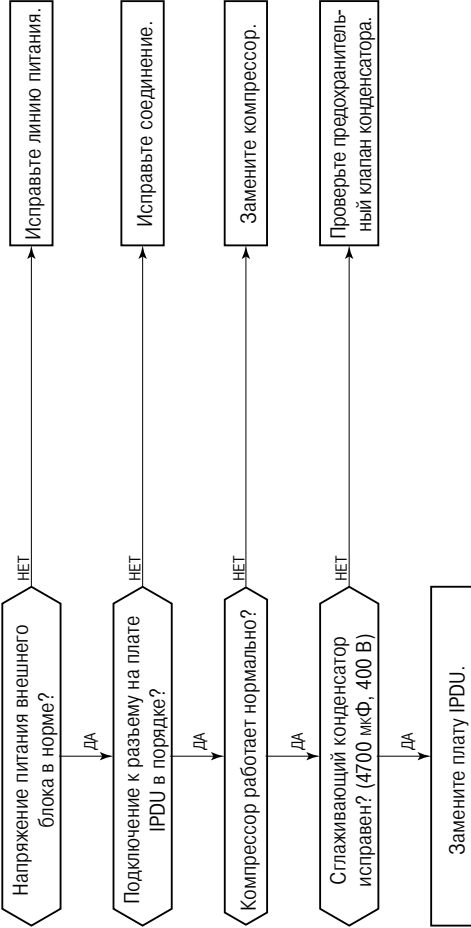 Напряжение питания внешнего
блока в норме?
НЕТ
Исправьте линию питания.
ДА
Подключение к разъему на плате
IPDU в порядке?
НЕТ
Исправьте соединение.
ДА
Компрессор работает нормально?
НЕТ
Замените компрессор.
ДА
Сглаживающий конденсатор
исправен? (4700 мкФ, 400 В)
НЕТ
Проверьте предохранитель-
ный клапан конденсатора.
ДА
Замените плату IPDU.